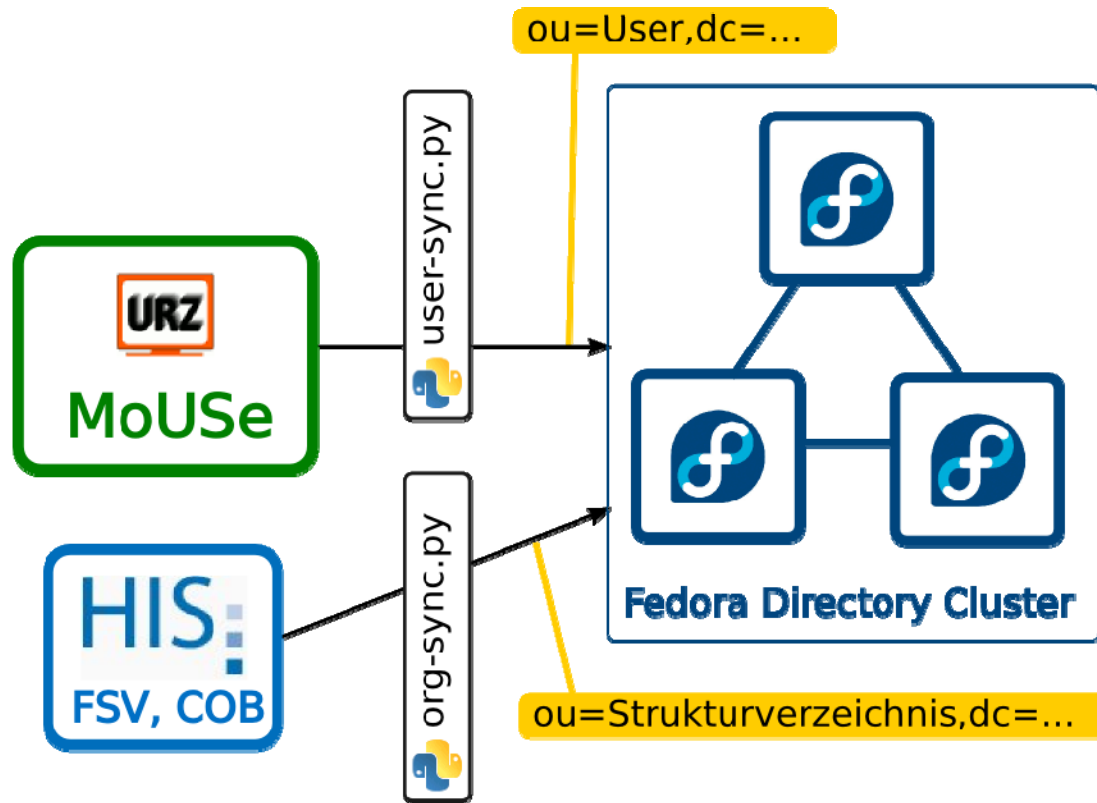 ou=User,dc=...
user-sync.py
URZ
MoUSe
org-sync.py
HIS
FSV, COB
Fedora Directory Cluster
ou=Strukturverzeichnis,dc=...